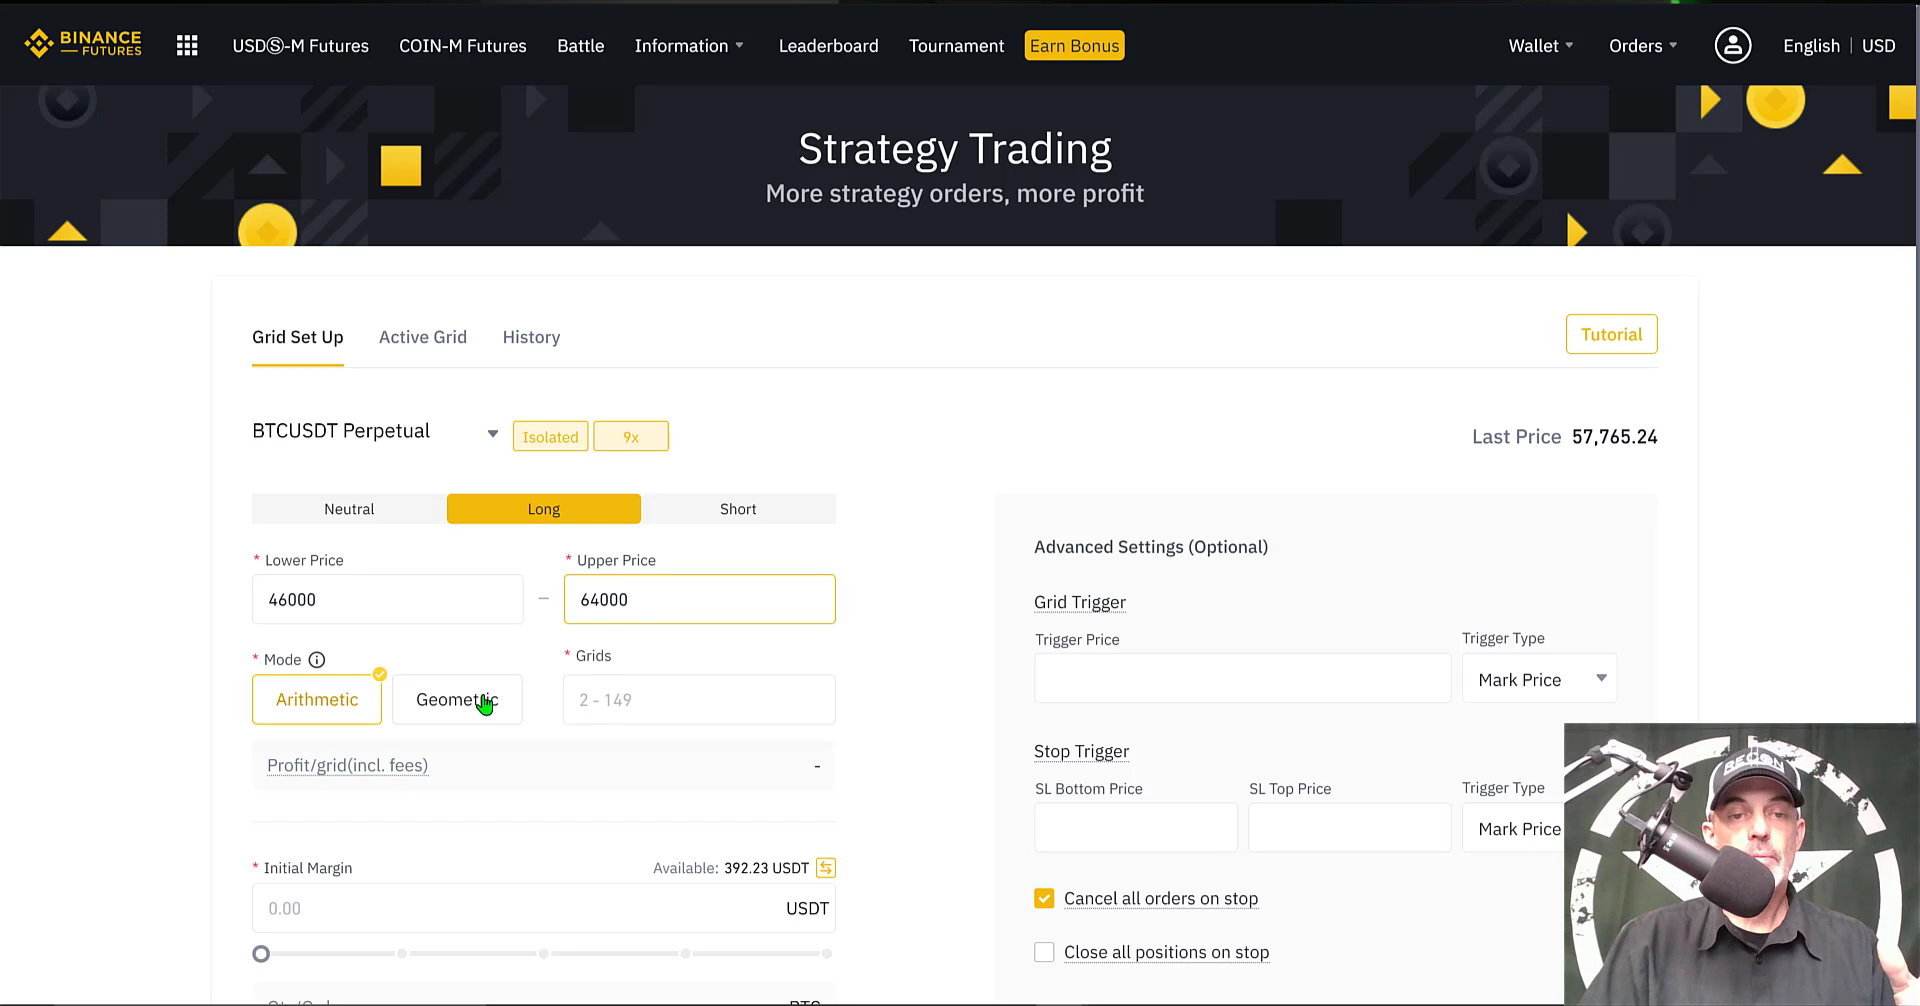 BINANCE
FUTURES
USDⓈ-M Futures
COIN-M Futures
Battle
Information
Leaderboard
Tournament
Earn Bonus
Wallet
Orders
English | USD
Strategy Trading
More strategy orders, more profit
Grid Set Up
Active Grid
History
Tutorial
BTCUSDT Perpetual
Isolated
9x
Last Price 57,765.24
Neutral
Long
Short
* Lower Price
* Upper Price
46000
–
64000
* Mode
* Grids
Arithmetic
Geometric
2 - 149
Profit/grid(incl. fees)
-
* Initial Margin
Available: 392.23 USDT
0.00
USDT
Advanced Settings (Optional)
Grid Trigger
Trigger Price
Trigger Type
Mark Price
Stop Trigger
SL Bottom Price
SL Top Price
Trigger Type
Mark Price
Cancel all orders on stop
Close all positions on stop
RECON